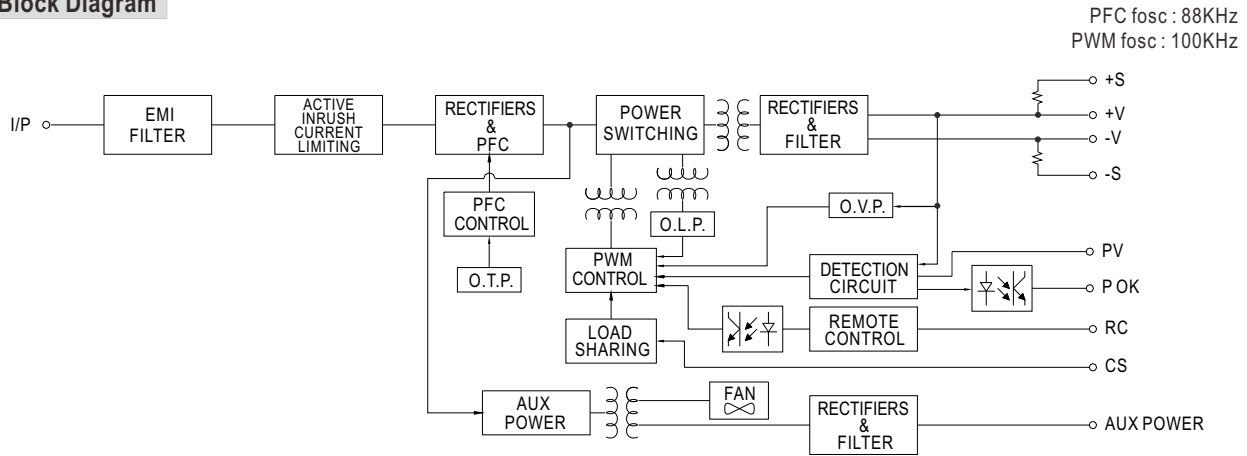 Block Diagram
PFC fosc : 88KHz
PWM fosc : 100KHz
I/P
EMI
FILTER
ACTIVE
INRUSH
CURRENT
LIMITING
RECTIFIERS
&
PFC
POWER
SWITCHING
RECTIFIERS
&
FILTER
+S
+V
-V
-S
PFC
CONTROL
O.T.P.
O.L.P.
O.V.P.
PWM
CONTROL
DETECTION
CIRCUIT
PV
P OK
LOAD
SHARING
REMOTE
CONTROL
RC
CS
AUX
POWER
FAN
RECTIFIERS
&
FILTER
AUX POWER